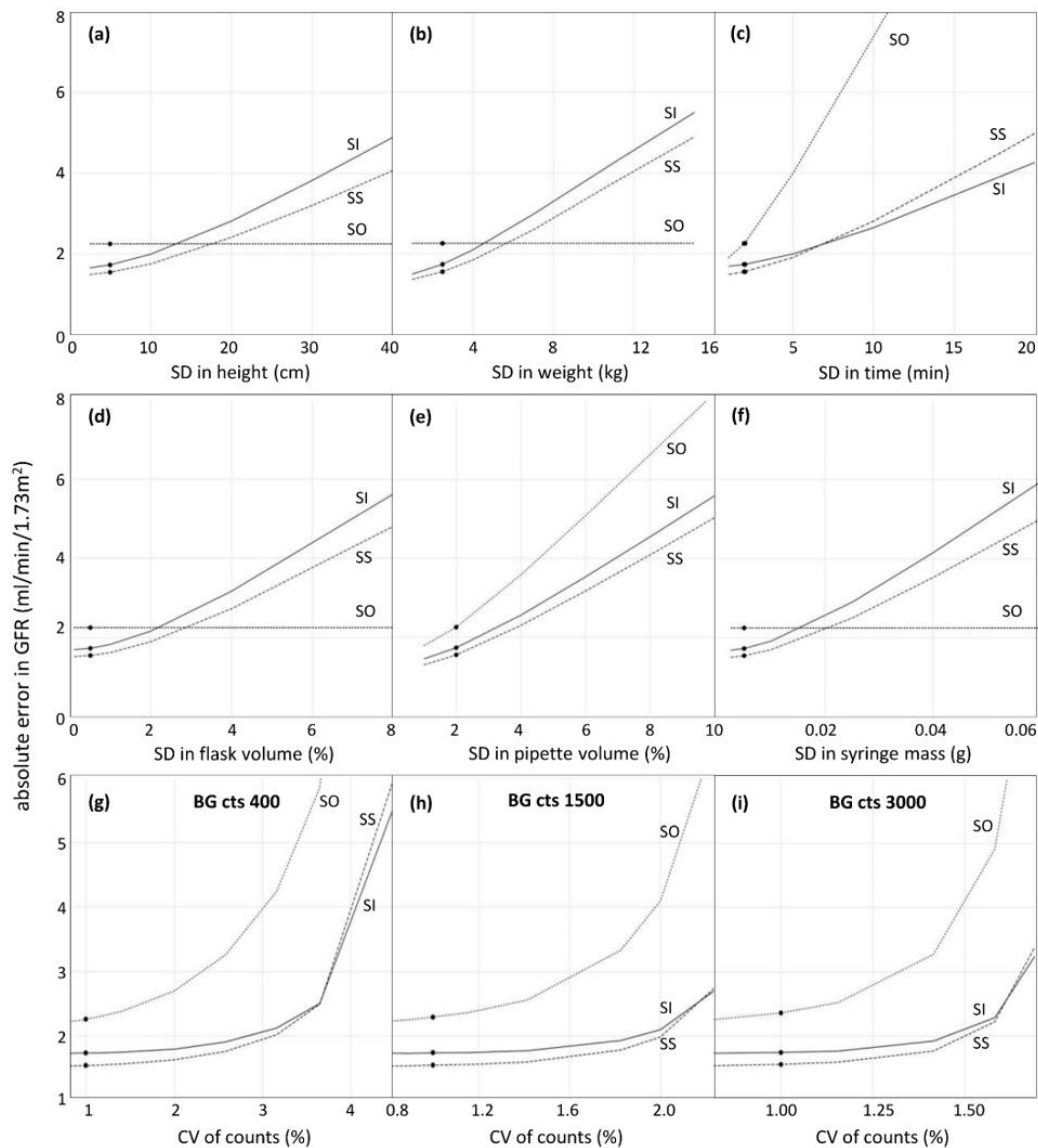 absolute error in GFR (ml/min/1.73m²)
8
6
4
2
0
(a)
SI
SS
SO
0 10 20 30 40
SD in height (cm)
(b)
SI
SS
SO
4 8 12 16
SD in weight (kg)
(c)
SO
SS
SI
5 10 15 20
SD in time (min)
8
6
4
2
0
(d)
SI
SS
SO
0 2 4 6 8
SD in flask volume (%)
(e)
SO
SI
SS
2 4 6 8 10
SD in pipette volume (%)
(f)
SI
SS
SO
0.02 0.04 0.06
SD in syringe mass (g)
6
5
4
3
2
1
(g) BG cts 400
SO
SS
SI
1 2 3 4
CV of counts (%)
(h) BG cts 1500
SO
SI
SS
0.8 1.2 1.6 2.0
CV of counts (%)
(i) BG cts 3000
SO
SI
SS
1.00 1.25 1.50
CV of counts (%)